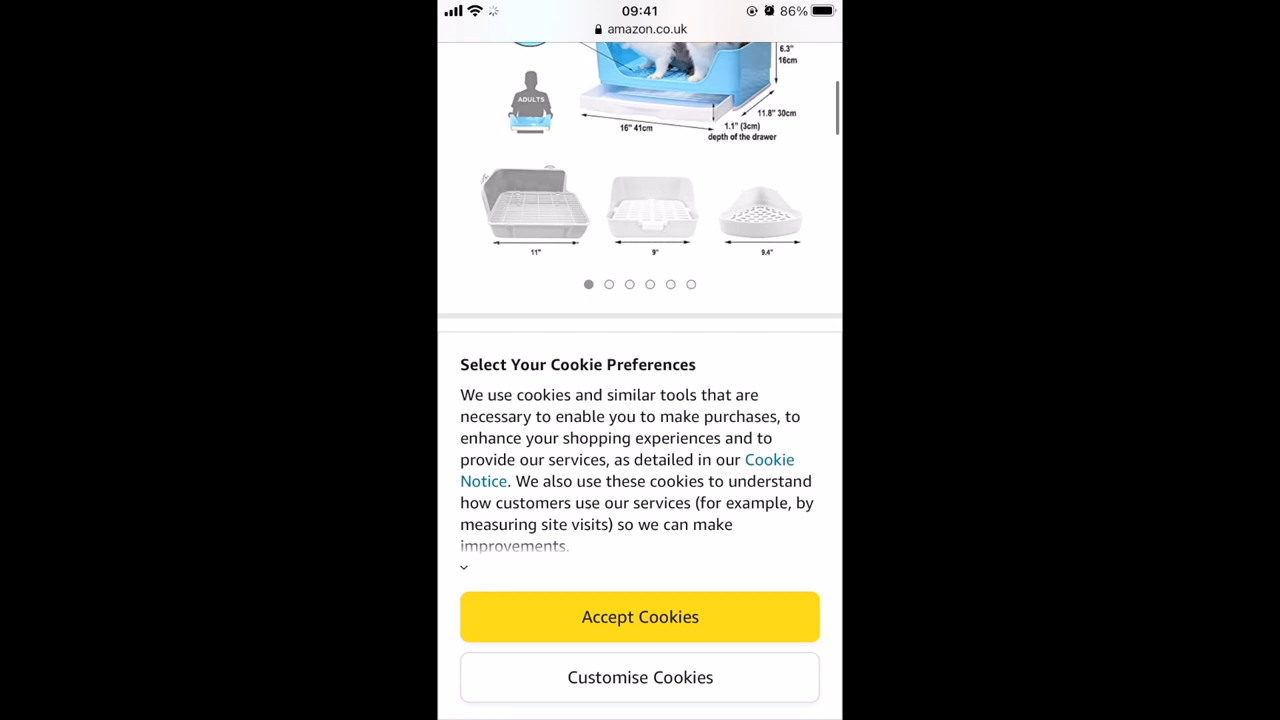 09:41
86%
amazon.co.uk
6.3"
16cm
ADULTS
11.8" 30cm
16" 41cm
1.1" (3cm)
depth of the drawer
11"
9"
9.4"
Select Your Cookie Preferences
We use cookies and similar tools that are
necessary to enable you to make purchases, to
enhance your shopping experiences and to
provide our services, as detailed in our Cookie
Notice. We also use these cookies to understand
how customers use our services (for example, by
measuring site visits) so we can make
improvements.
Accept Cookies
Customise Cookies